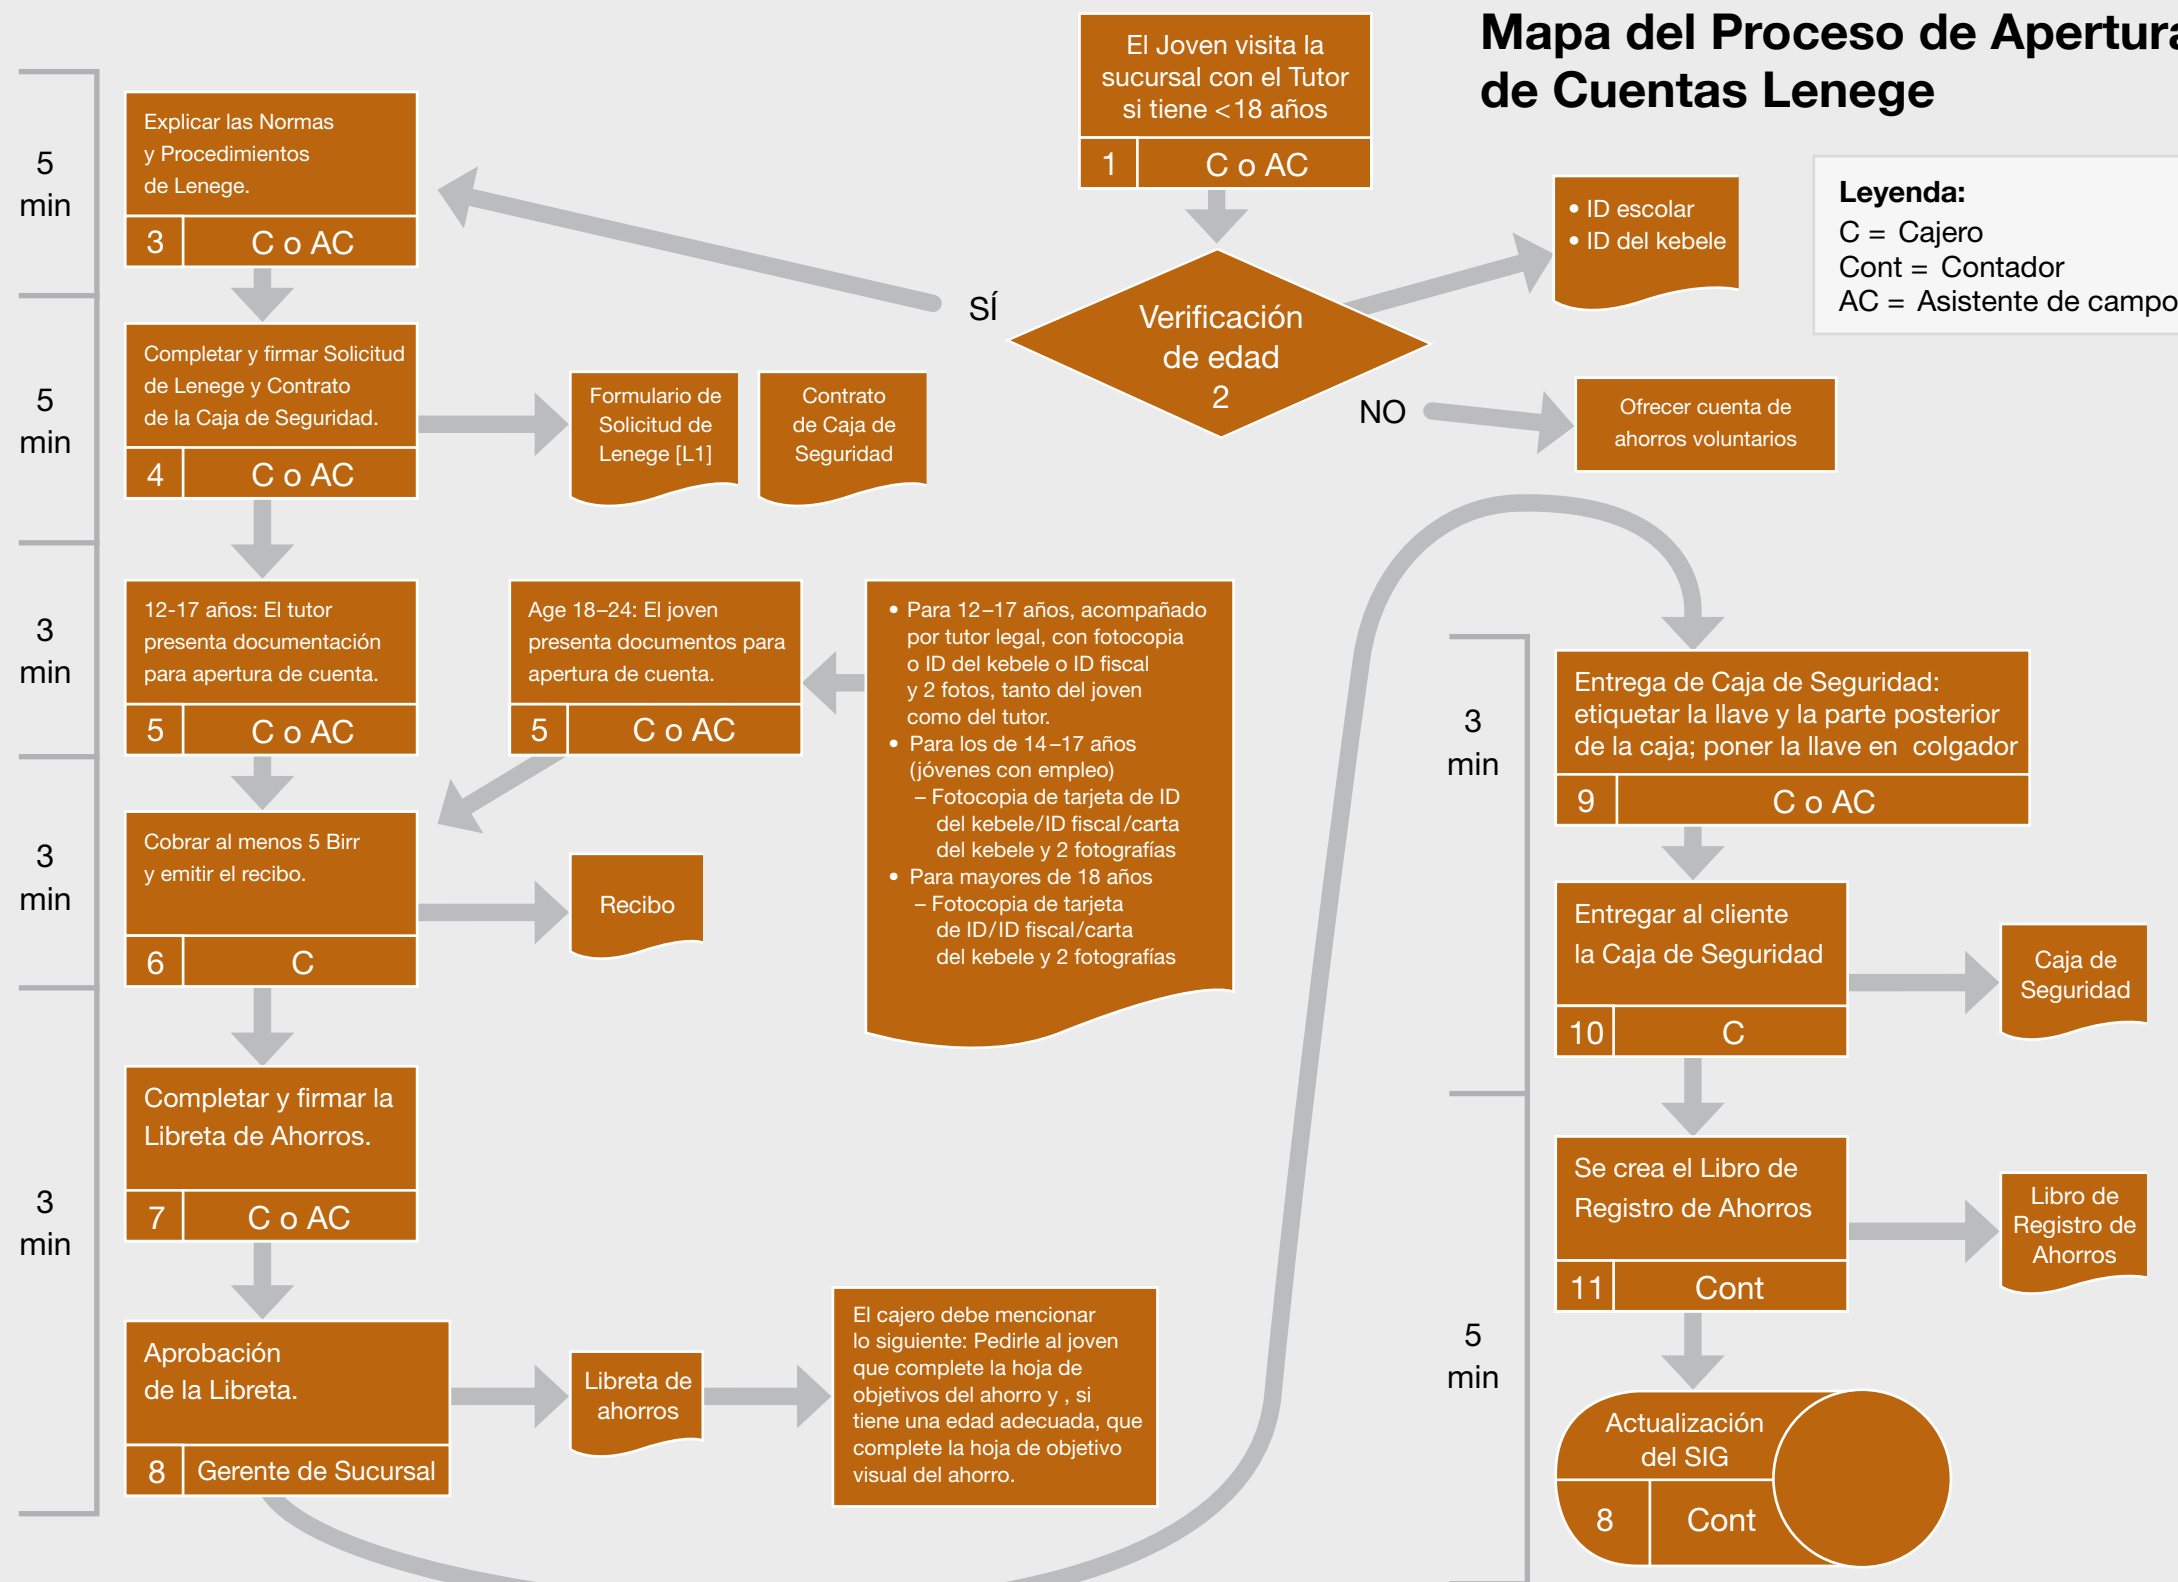 Mapa del Proceso de Apertura
de Cuentas Lenege
Leyenda:
C = Cajero
Cont = Contador
AC = Asistente de campo
El Joven visita la
sucursal con el Tutor
si tiene <18 años
1 C o AC
Verificación
de edad
2
• ID escolar
• ID del kebele
SÍ
NO
Ofrecer cuenta de
ahorros voluntarios
5
min
Explicar las Normas
y Procedimientos
de Lenege.
3 C o AC
5
min
Completar y firmar Solicitud
de Lenege y Contrato
de la Caja de Seguridad.
4 C o AC
Formulario de
Solicitud de
Lenege [L1]
Contrato
de Caja de
Seguridad
3
min
12-17 años: El tutor
presenta documentación
para apertura de cuenta.
5 C o AC
Age 18–24: El joven
presenta documentos para
apertura de cuenta.
5 C o AC
• Para 12–17 años, acompañado
por tutor legal, con fotocopia
o ID del kebele o ID fiscal
y 2 fotos, tanto del joven
como del tutor.
• Para los de 14–17 años
(jóvenes con empleo)
– Fotocopia de tarjeta de ID
del kebele/ID fiscal/carta
del kebele y 2 fotografías
• Para mayores de 18 años
– Fotocopia de tarjeta
de ID/ID fiscal/carta
del kebele y 2 fotografías
3
min
Cobrar al menos 5 Birr
y emitir el recibo.
6 C
Recibo
3
min
Completar y firmar la
Libreta de Ahorros.
7 C o AC
Aprobación
de la Libreta.
8 Gerente de Sucursal
Libreta de
ahorros
El cajero debe mencionar
lo siguiente: Pedirle al joven
que complete la hoja de
objetivos del ahorro y , si
tiene una edad adecuada, que
complete la hoja de objetivo
visual del ahorro.
3
min
Entrega de Caja de Seguridad:
etiquetar la llave y la parte posterior
de la caja; poner la llave en colgador
9 C o AC
Entregar al cliente
la Caja de Seguridad
10 C
Caja de
Seguridad
5
min
Se crea el Libro de
Registro de Ahorros
11 Cont
Libro de
Registro de
Ahorros
Actualización
del SIG
8 Cont